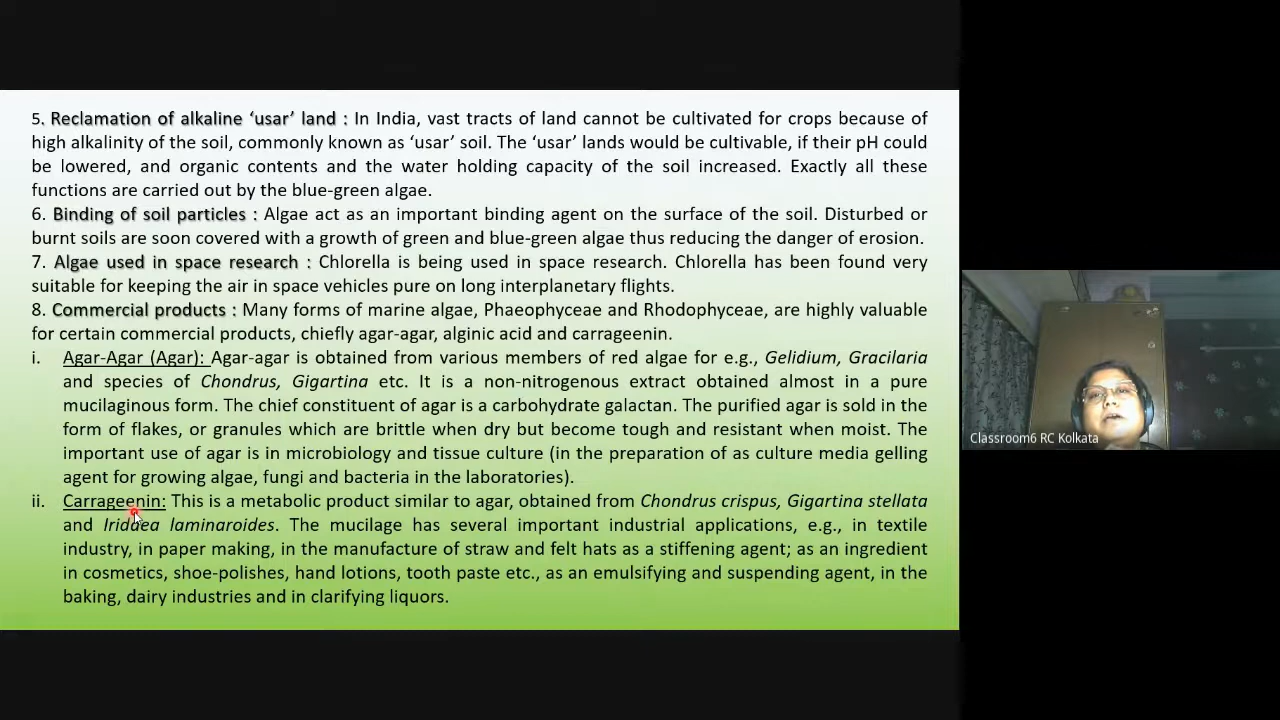 5. Reclamation of alkaline ‘usar’ land : In India, vast tracts of land cannot be cultivated for crops because of
high alkalinity of the soil, commonly known as ‘usar’ soil. The ‘usar’ lands would be cultivable, if their pH could
be lowered, and organic contents and the water holding capacity of the soil increased. Exactly all these
functions are carried out by the blue-green algae.
6. Binding of soil particles : Algae act as an important binding agent on the surface of the soil. Disturbed or
burnt soils are soon covered with a growth of green and blue-green algae thus reducing the danger of erosion.
7. Algae used in space research : Chlorella is being used in space research. Chlorella has been found very
suitable for keeping the air in space vehicles pure on long interplanetary flights.
8. Commercial products : Many forms of marine algae, Phaeophyceae and Rhodophyceae, are highly valuable
for certain commercial products, chiefly agar-agar, alginic acid and carrageenin.
i. Agar-Agar (Agar): Agar-agar is obtained from various members of red algae for e.g., Gelidium, Gracilaria
and species of Chondrus, Gigartina etc. It is a non-nitrogenous extract obtained almost in a pure
mucilaginous form. The chief constituent of agar is a carbohydrate galactan. The purified agar is sold in the
form of flakes, or granules which are brittle when dry but become tough and resistant when moist. The
important use of agar is in microbiology and tissue culture (in the preparation of as culture media gelling
agent for growing algae, fungi and bacteria in the laboratories).
ii. Carrageenin: This is a metabolic product similar to agar, obtained from Chondrus crispus, Gigartina stellata
and Iridaea laminaroides. The mucilage has several important industrial applications, e.g., in textile
industry, in paper making, in the manufacture of straw and felt hats as a stiffening agent; as an ingredient
in cosmetics, shoe-polishes, hand lotions, tooth paste etc., as an emulsifying and suspending agent, in the
baking, dairy industries and in clarifying liquors.
Classroom6 RC Kolkata